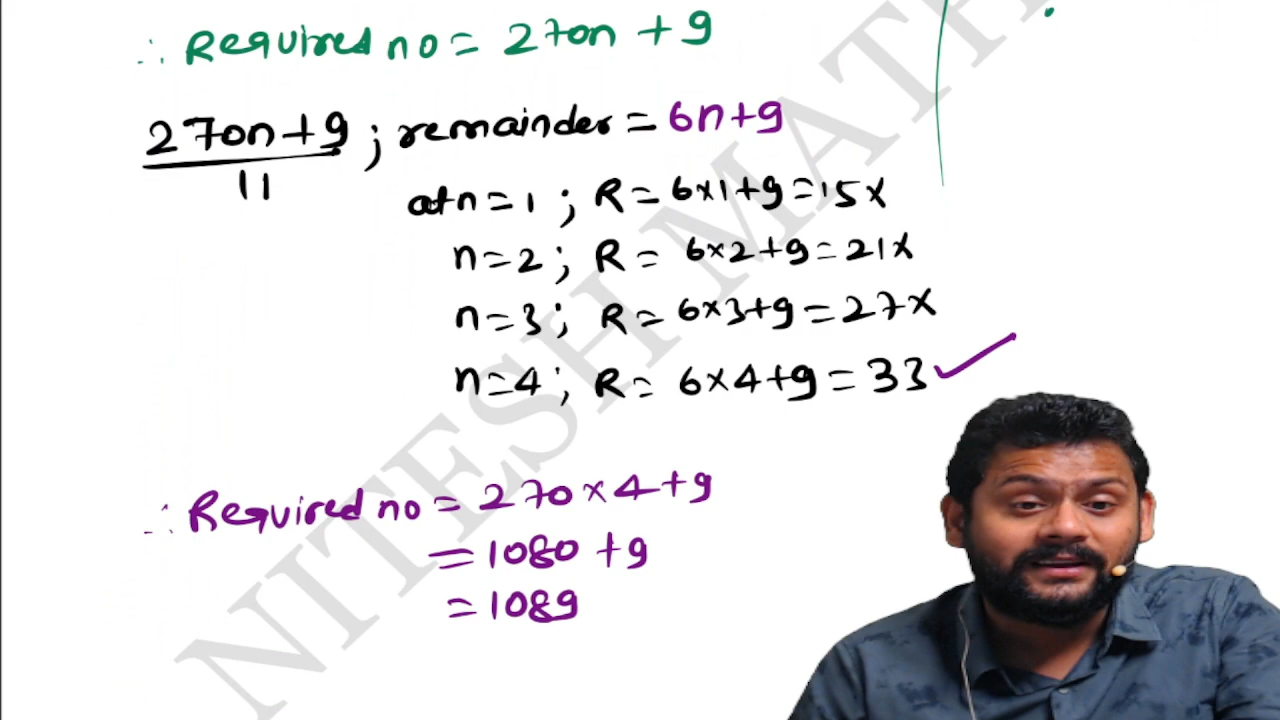 ∴ Required no = 270n + 9
270n+9 ; remainder = 6n+9
11
at n = 1 ; R = 6×1+9 = 15 ×
n = 2 ; R = 6×2+9 = 21 ×
n = 3 ; R = 6×3+9 = 27 ×
n = 4 ; R = 6×4+9 = 33 ✓
∴ Required no = 270×4+9
= 1080 + 9
= 1089
NITESH MATH